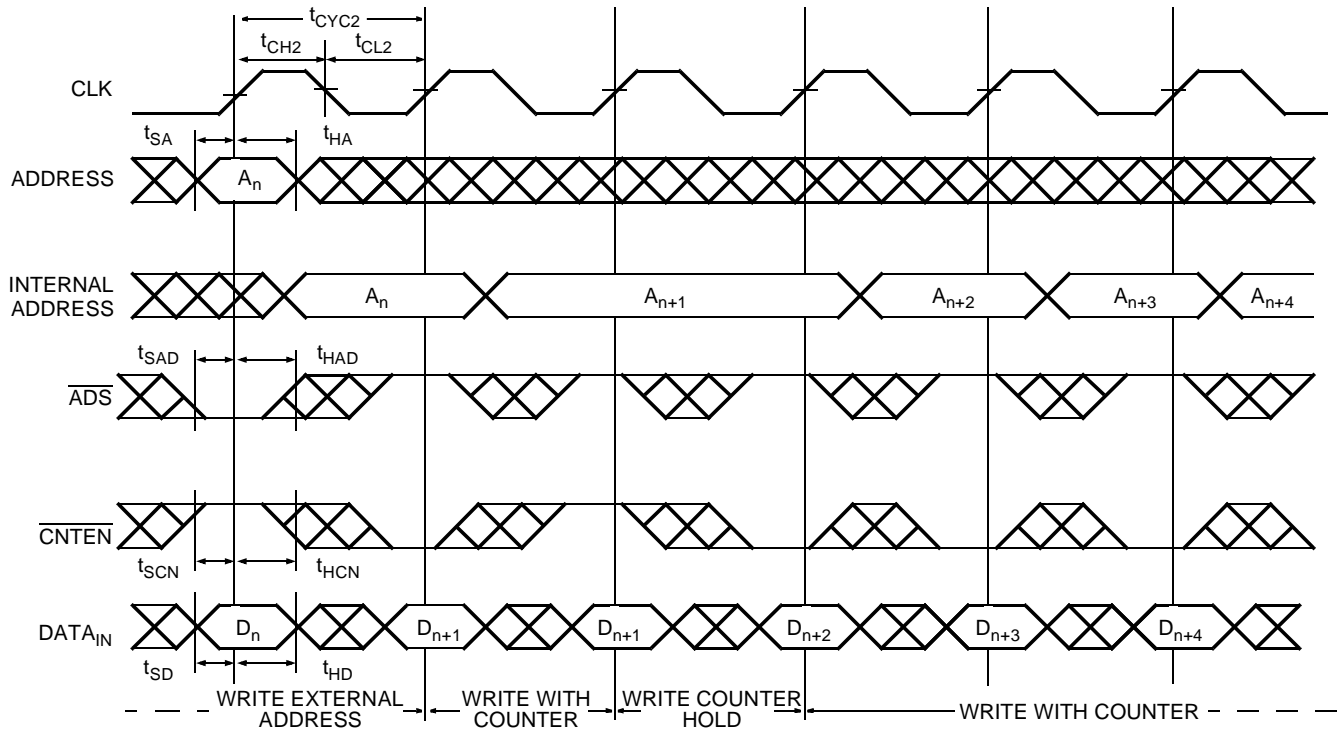 tCYC2
tCH2 tCL2
CLK
tSA tHA
ADDRESS An
INTERNAL
ADDRESS An An+1 An+2 An+3 An+4
tSAD tHAD
ADS
CNTEN
tSCN tHCN
DATAIN Dn Dn+1 Dn+1 Dn+2 Dn+3 Dn+4
tSD tHD
WRITE EXTERNAL
ADDRESS
WRITE WITH
COUNTER
WRITE COUNTER
HOLD
WRITE WITH COUNTER